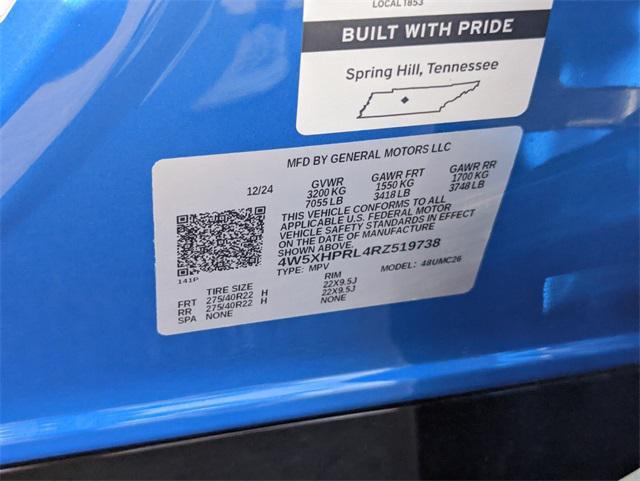 LOCAL 1853
BUILT WITH PRIDE
Spring Hill, Tennessee
MFD BY GENERAL MOTORS LLC
12/24 GVWR GAWR FRT GAWR RR
3200 KG 1550 KG 1700 KG
7055 LB 3418 LB 3748 LB
THIS VEHICLE CONFORMS TO ALL
APPLICABLE U.S. FEDERAL MOTOR
VEHICLE SAFETY STANDARDS IN EFFECT
ON THE DATE OF MANUFACTURE
SHOWN ABOVE.
4W5XHPRL4RZ519738
141P TYPE: MPV MODEL: 48UMC26
TIRE SIZE RIM
FRT 275/40R22 H 22X9.5J
RR 275/40R22 H 22X9.5J
SPA NONE NONE